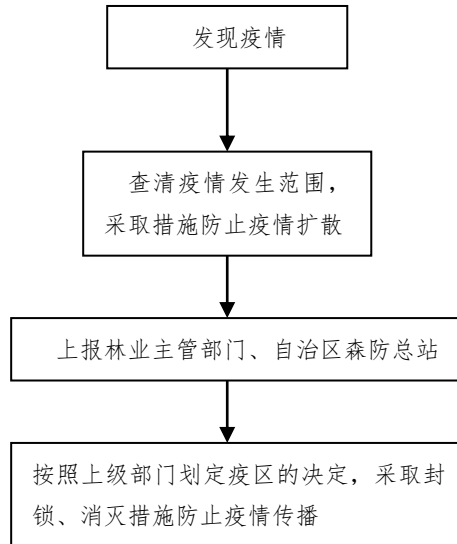 发现疫情
查清疫情发生范围，
采取措施防止疫情扩散
上报林业主管部门、自治区森防总站
按照上级部门划定疫区的决定，采取封
锁、消灭措施防止疫情传播